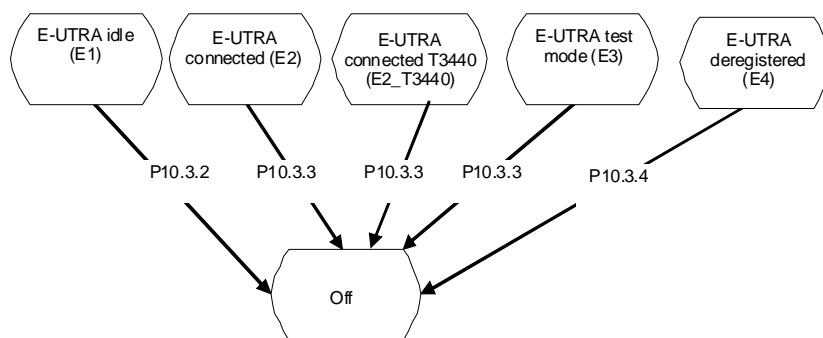 E-UTRA idle
(E1)
E-UTRA
connected (E2)
E-UTRA
connected T3440
(E2_T3440)
E-UTRA test
mode (E3)
E-UTRA
deregistered
(E4)
P10.3.2
P10.3.3
P10.3.3
P10.3.3
P10.3.4
Off